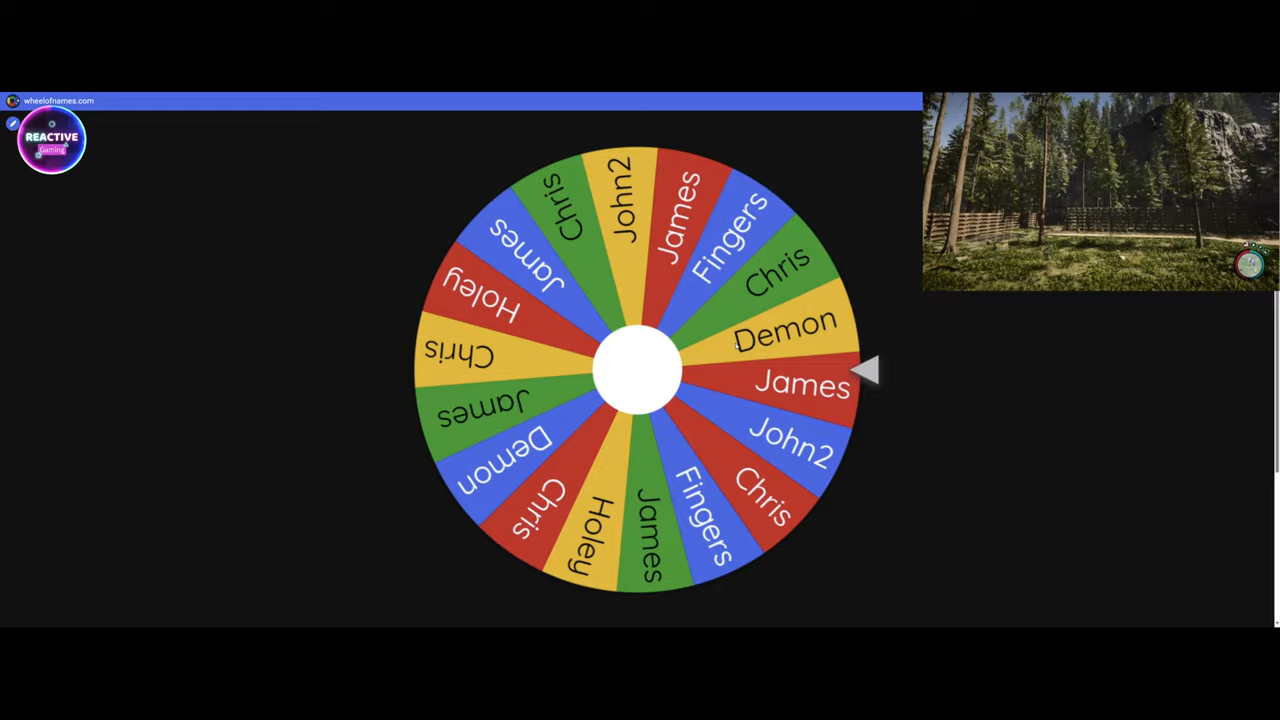 wheelofnames.com
REACTIVE
Gaming
John2
James
Fingers
Chris
Demon
James
John2
Chris
Fingers
James
Holey
Chris
Demon
James
Chris
Holey
James
Chris